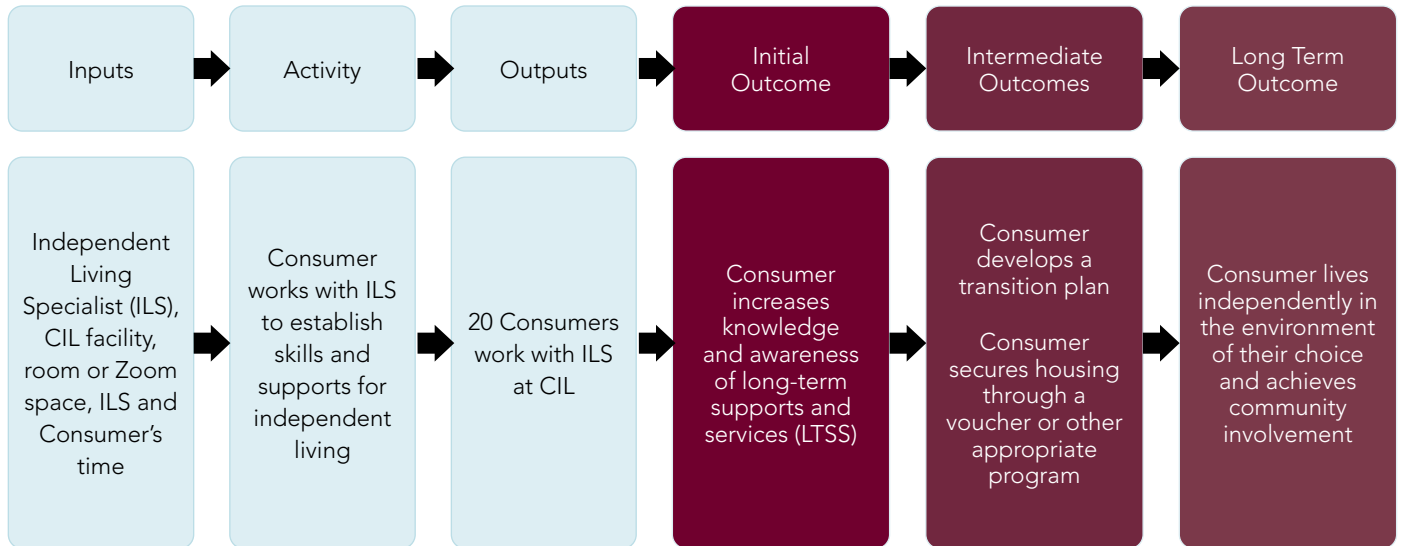 Inputs
Activity
Outputs
Initial
Outcome
Intermediate
Outcomes
Long Term
Outcome
Independent
Living
Specialist (ILS),
CIL facility,
room or Zoom
space, ILS and
Consumer’s
time
Consumer
works with ILS
to establish
skills and
supports for
independent
living
20 Consumers
work with ILS
at CIL
Consumer
increases
knowledge
and awareness
of long-term
supports and
services (LTSS)
Consumer
develops a
transition plan
Consumer
secures housing
through a
voucher or other
appropriate
program
Consumer lives
independently in
the environment
of their choice
and achieves
community
involvement